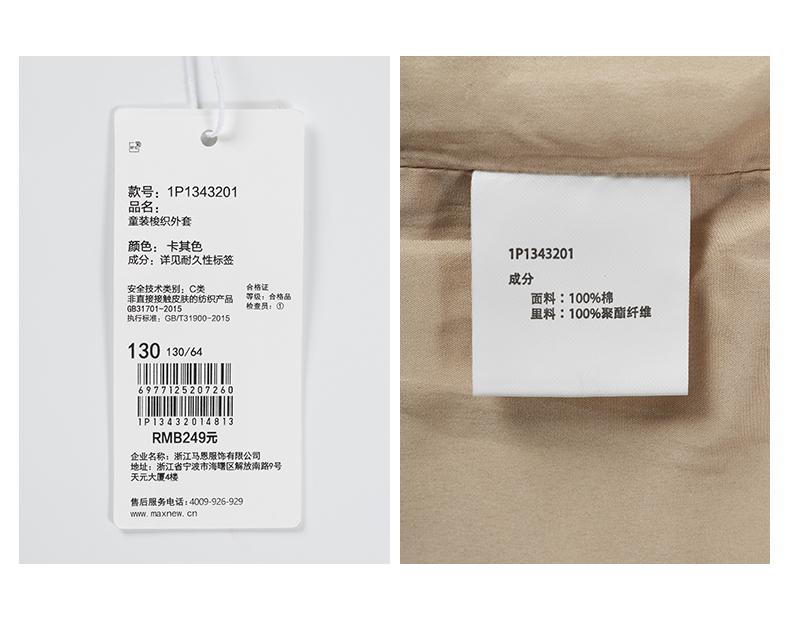 款号：1P1343201
品名：
童装梭织外套
颜色：卡其色
成分：详见耐久性标签
安全技术类别：C类
非直接接触皮肤的纺织产品
GB31701-2015
执行标准：GB/T31900-2015
合格证
等级：合格品
检查员：①
130 130/64
6977125207260
1P13432014813
RMB249元
企业名称：浙江马恩服饰有限公司
地址：浙江省宁波市海曙区解放南路9号
天元大厦4楼
售后服务电话：4009-926-929
www.maxnew.cn
1P1343201
成分
面料：100%棉
里料：100%聚酯纤维